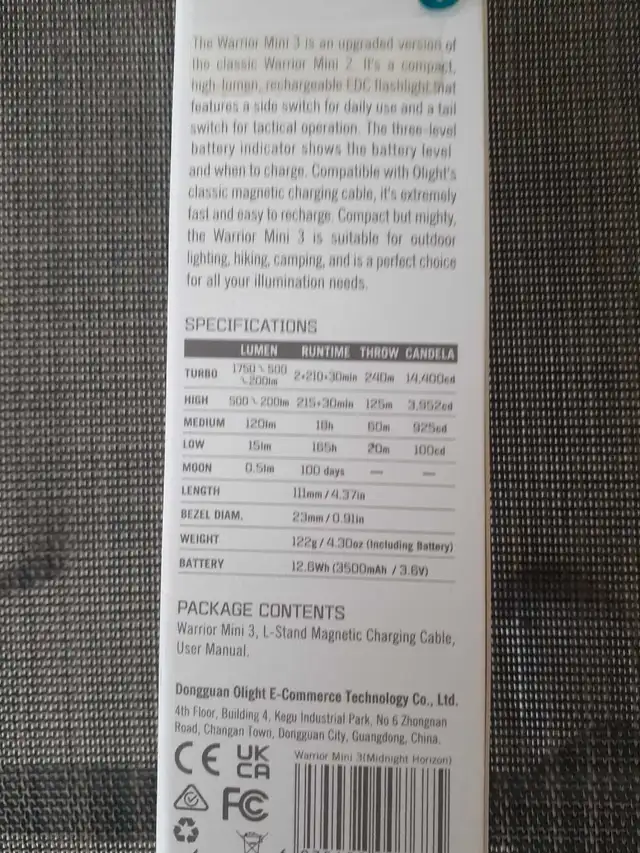 The Warrior Mini 3 is an upgraded version of
the classic Warrior Mini 2. It's a compact,
high-lumen, rechargeable EDC flashlight that
features a side switch for daily use and a tail
switch for tactical operation. The three-level
battery indicator shows the battery level
and when to charge. Compatible with Olight's
classic magnetic charging cable, it's extremely
fast and easy to recharge. Compact but mighty,
the Warrior Mini 3 is suitable for outdoor
lighting, hiking, camping, and is a perfect choice
for all your illumination needs.
SPECIFICATIONS
LUMEN RUNTIME THROW CANDELA
TURBO 1750↘500↘200lm 2+210+30min 240m 14,400cd
HIGH 500↘200lm 215+30min 125m 3,952cd
MEDIUM 120lm 18h 60m 925cd
LOW 15lm 165h 20m 100cd
MOON 0.5lm 100 days — —
LENGTH 111mm / 4.37in
BEZEL DIAM. 23mm / 0.91in
WEIGHT 122g / 4.30oz (Including Battery)
BATTERY 12.6Wh (3500mAh / 3.6V)
PACKAGE CONTENTS
Warrior Mini 3, L-Stand Magnetic Charging Cable,
User Manual.
Dongguan Olight E-Commerce Technology Co., Ltd.
4th Floor, Building 4, Kegu Industrial Park, No 6 Zhongnan
Road, Changan Town, Dongguan City, Guangdong, China.
CE UK
CA
Warrior Mini 3(Midnight Horizon)
FC